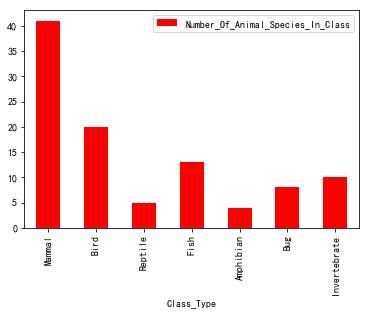 Number_Of_Animal_Species_In_Class
40
35
30
25
20
15
10
5
0
Mammal
Bird
Reptile
Fish
Amphibian
Bug
Invertebrate
Class_Type